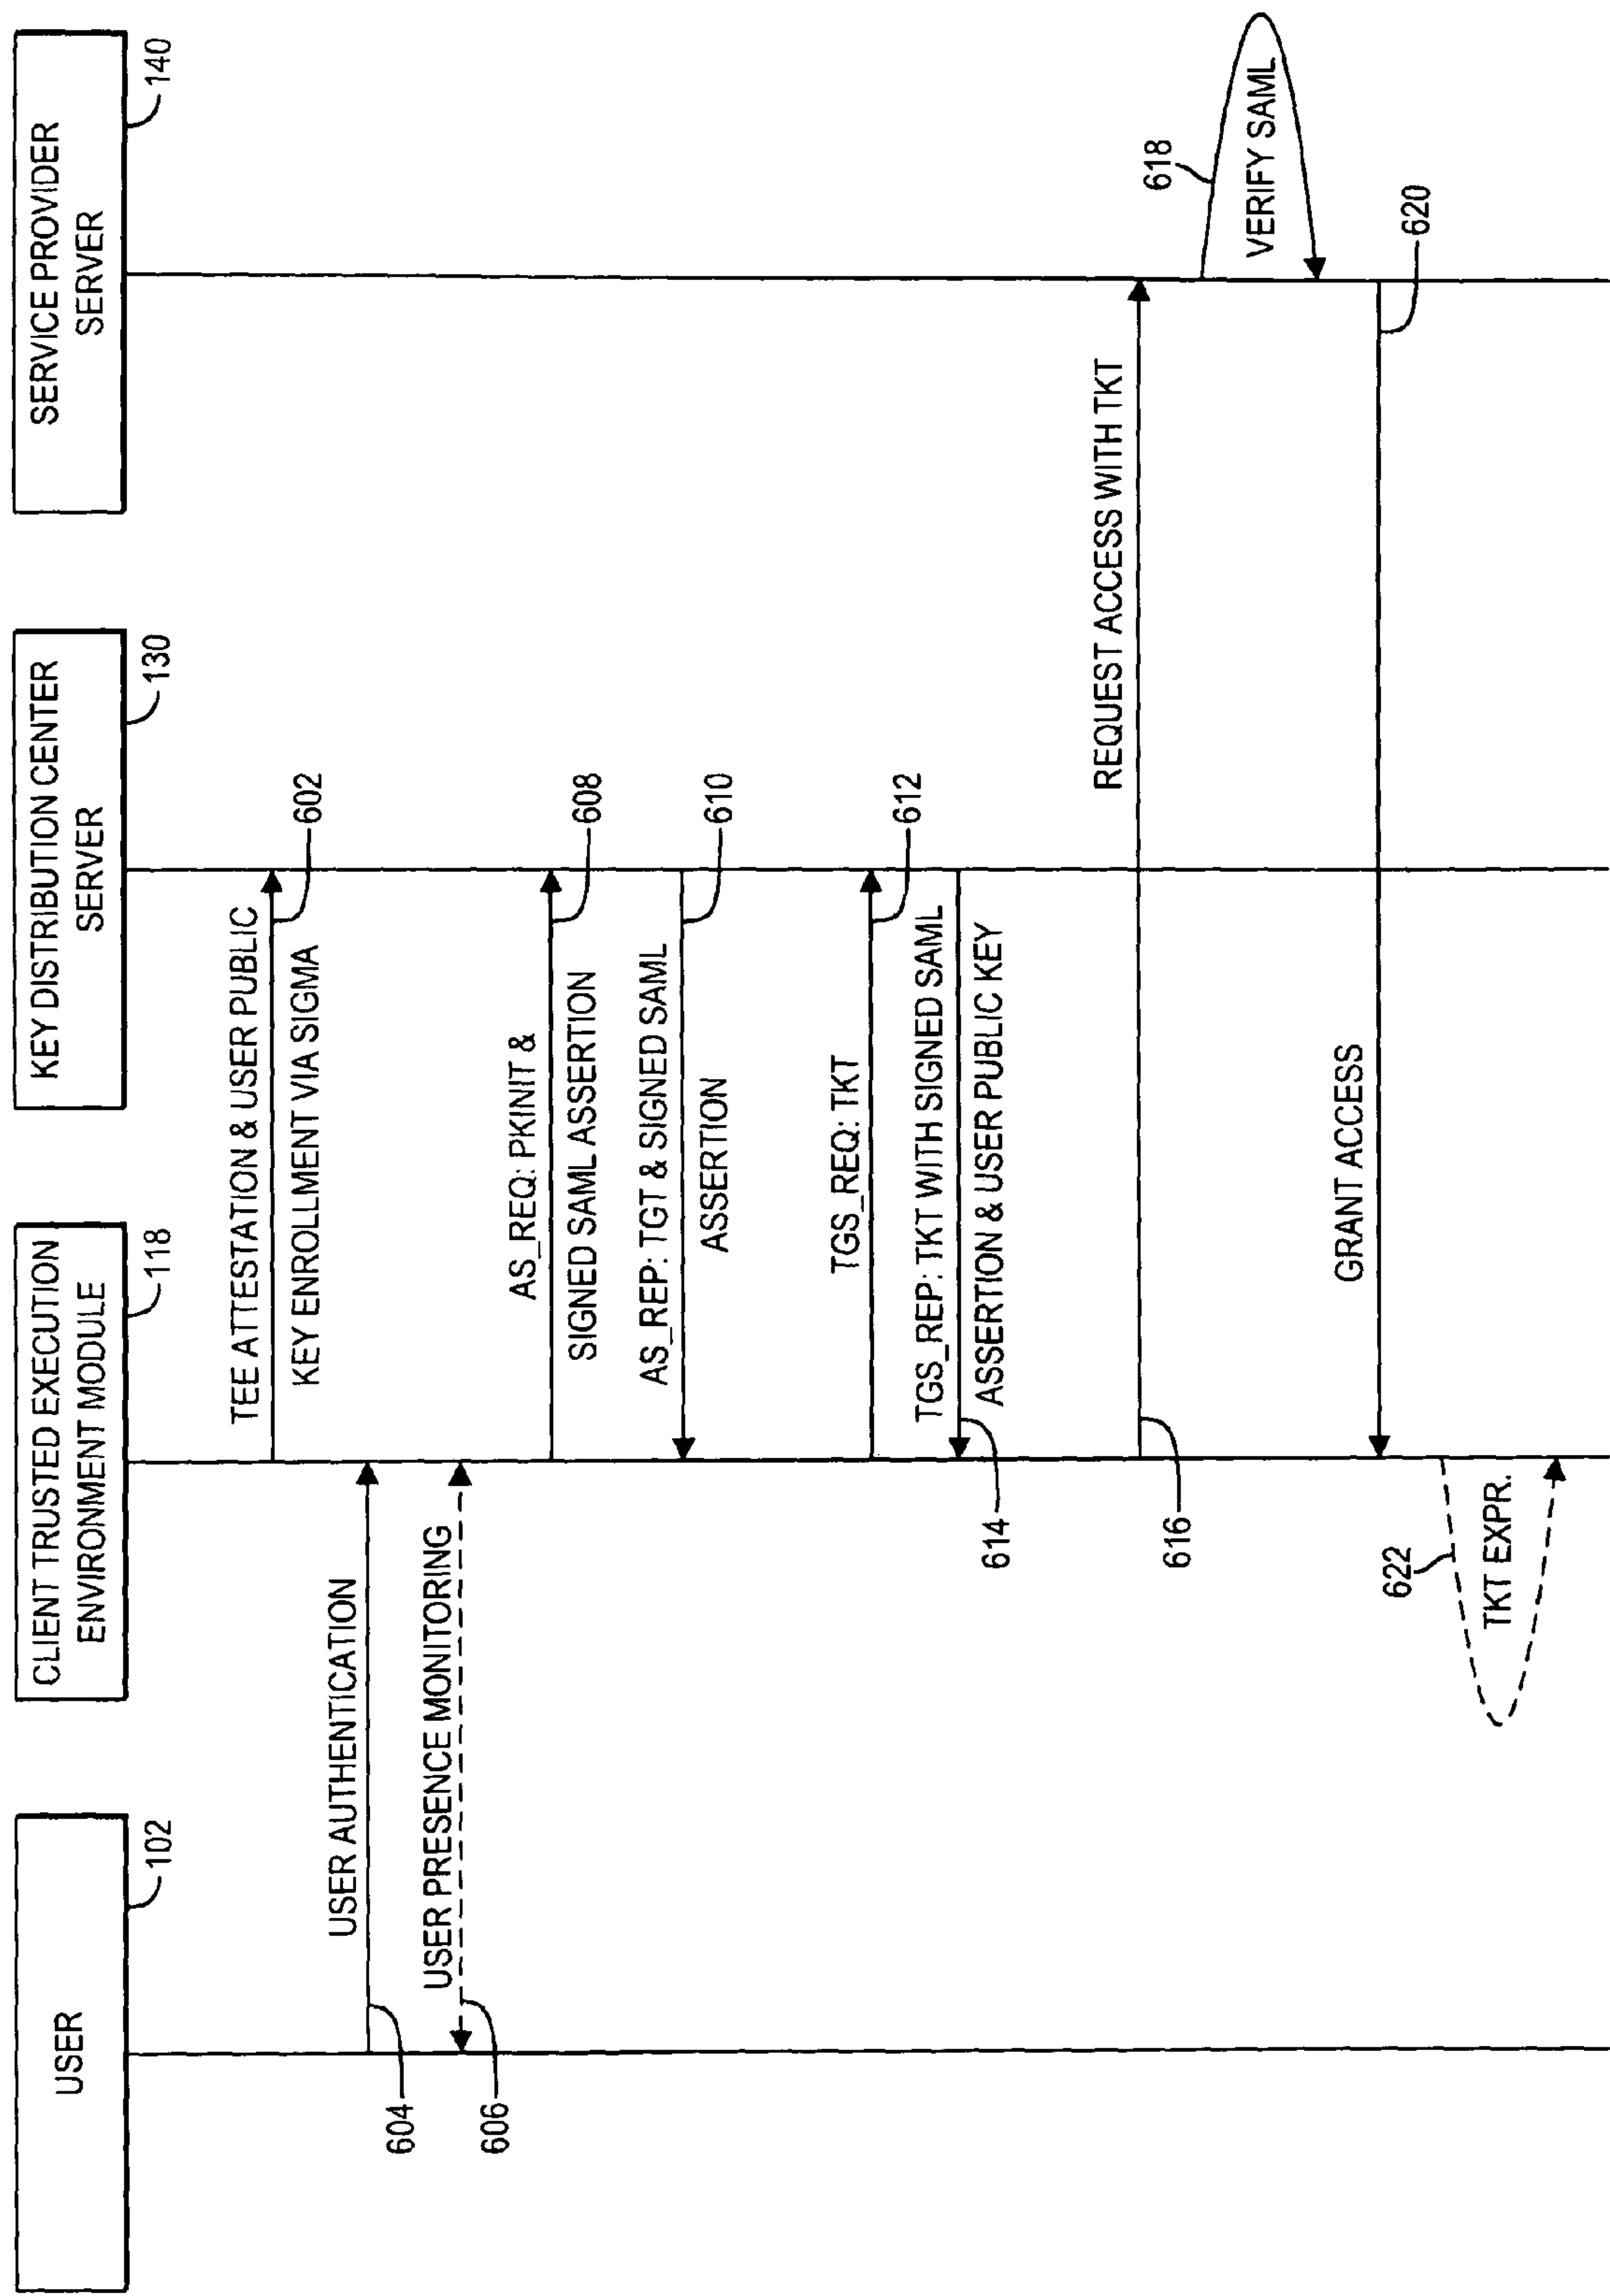 USER
102
CLIENT TRUSTED EXECUTION
ENVIRONMENT MODULE
118
KEY DISTRIBUTION CENTER
SERVER
130
SERVICE PROVIDER
SERVER
140
TEE ATTESTATION & USER PUBLIC
KEY ENROLLMENT VIA SIGMA
602
USER AUTHENTICATION
604
USER PRESENCE MONITORING
606
AS_REQ: PKINIT &
SIGNED SAML ASSERTION
608
AS_REP: TGT & SIGNED SAML
ASSERTION
610
TGS_REQ: TKT
612
TGS_REP: TKT WITH SIGNED SAML
ASSERTION & USER PUBLIC KEY
614
REQUEST ACCESS WITH TKT
616
618
VERIFY SAML
GRANT ACCESS
620
622
TKT EXPR.